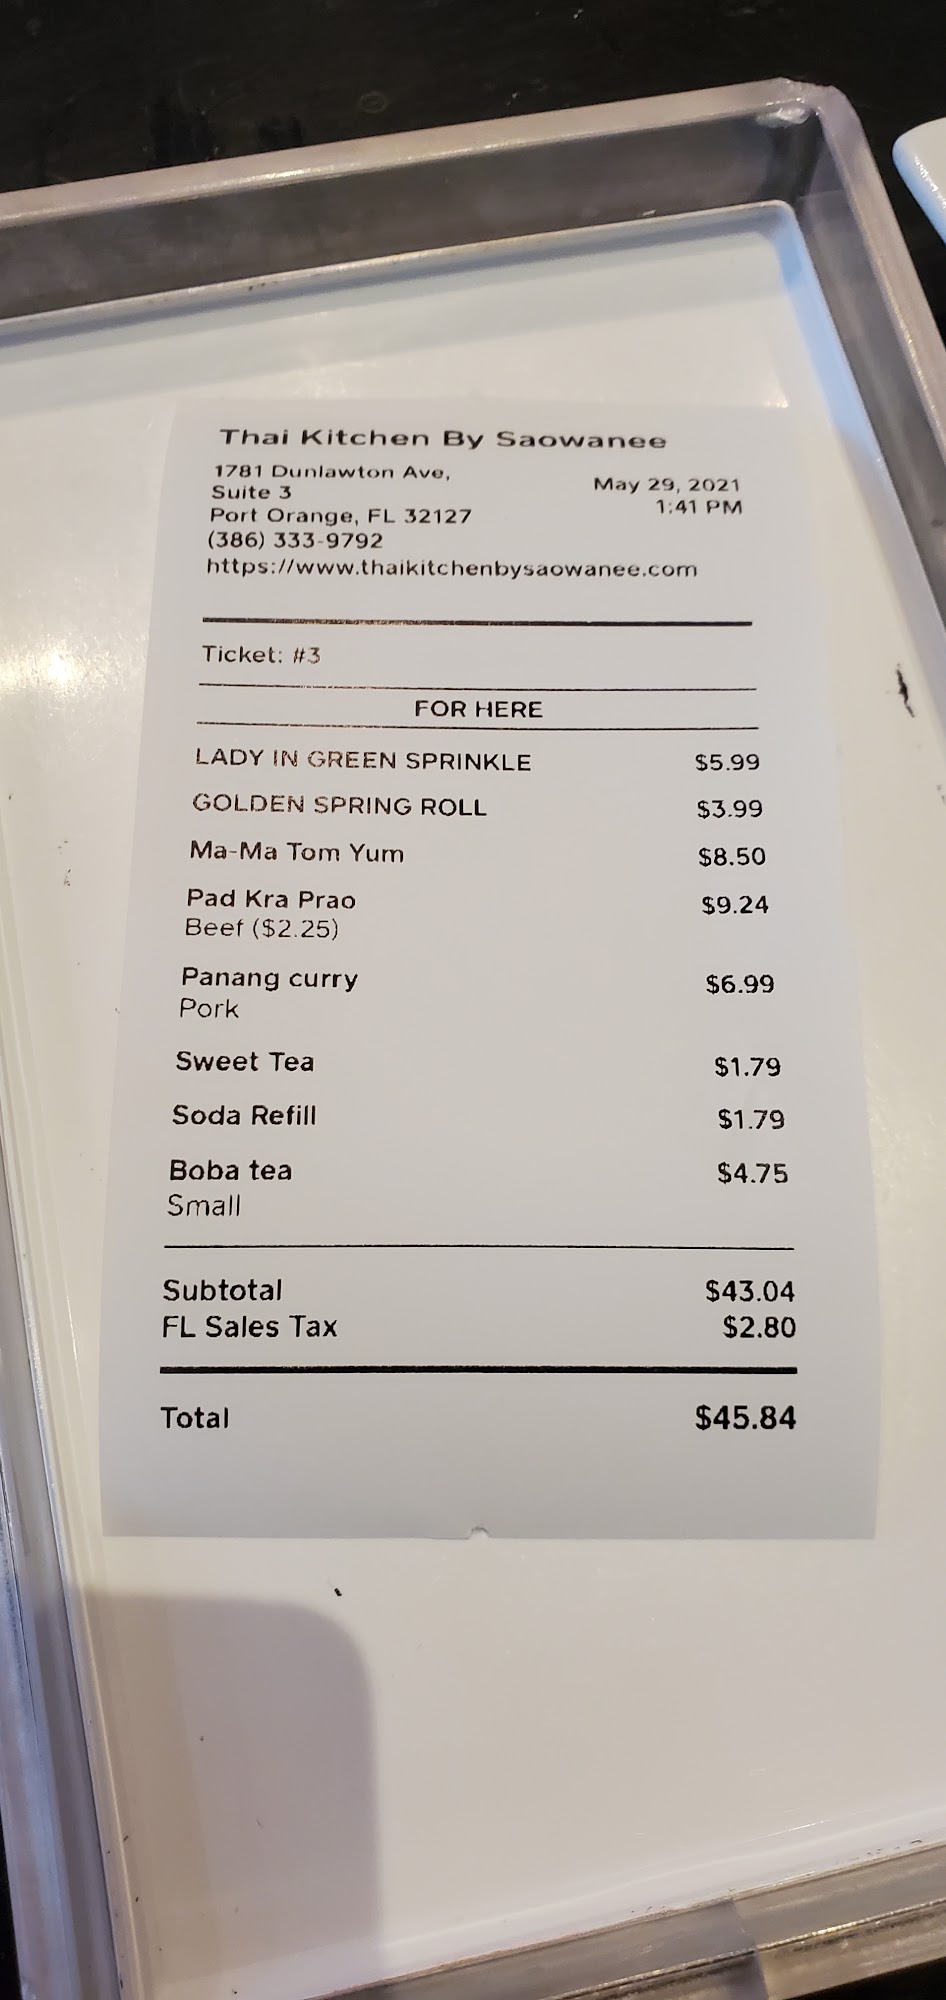 Thai Kitchen By Saowanee
1781 Dunlawton Ave,
Suite 3
Port Orange, FL 32127
(386) 333-9792
https://www.thaikitchenbysaowanee.com
May 29, 2021
1:41 PM
Ticket: #3
FOR HERE
LADY IN GREEN SPRINKLE $5.99
GOLDEN SPRING ROLL $3.99
Ma-Ma Tom Yum $8.50
Pad Kra Prao $9.24
Beef ($2.25)
Panang curry $6.99
Pork
Sweet Tea $1.79
Soda Refill $1.79
Boba tea $4.75
Small
Subtotal $43.04
FL Sales Tax $2.80
Total $45.84